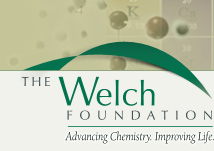 K
THE Welch
FOUNDATION
Advancing Chemistry. Improving Life.